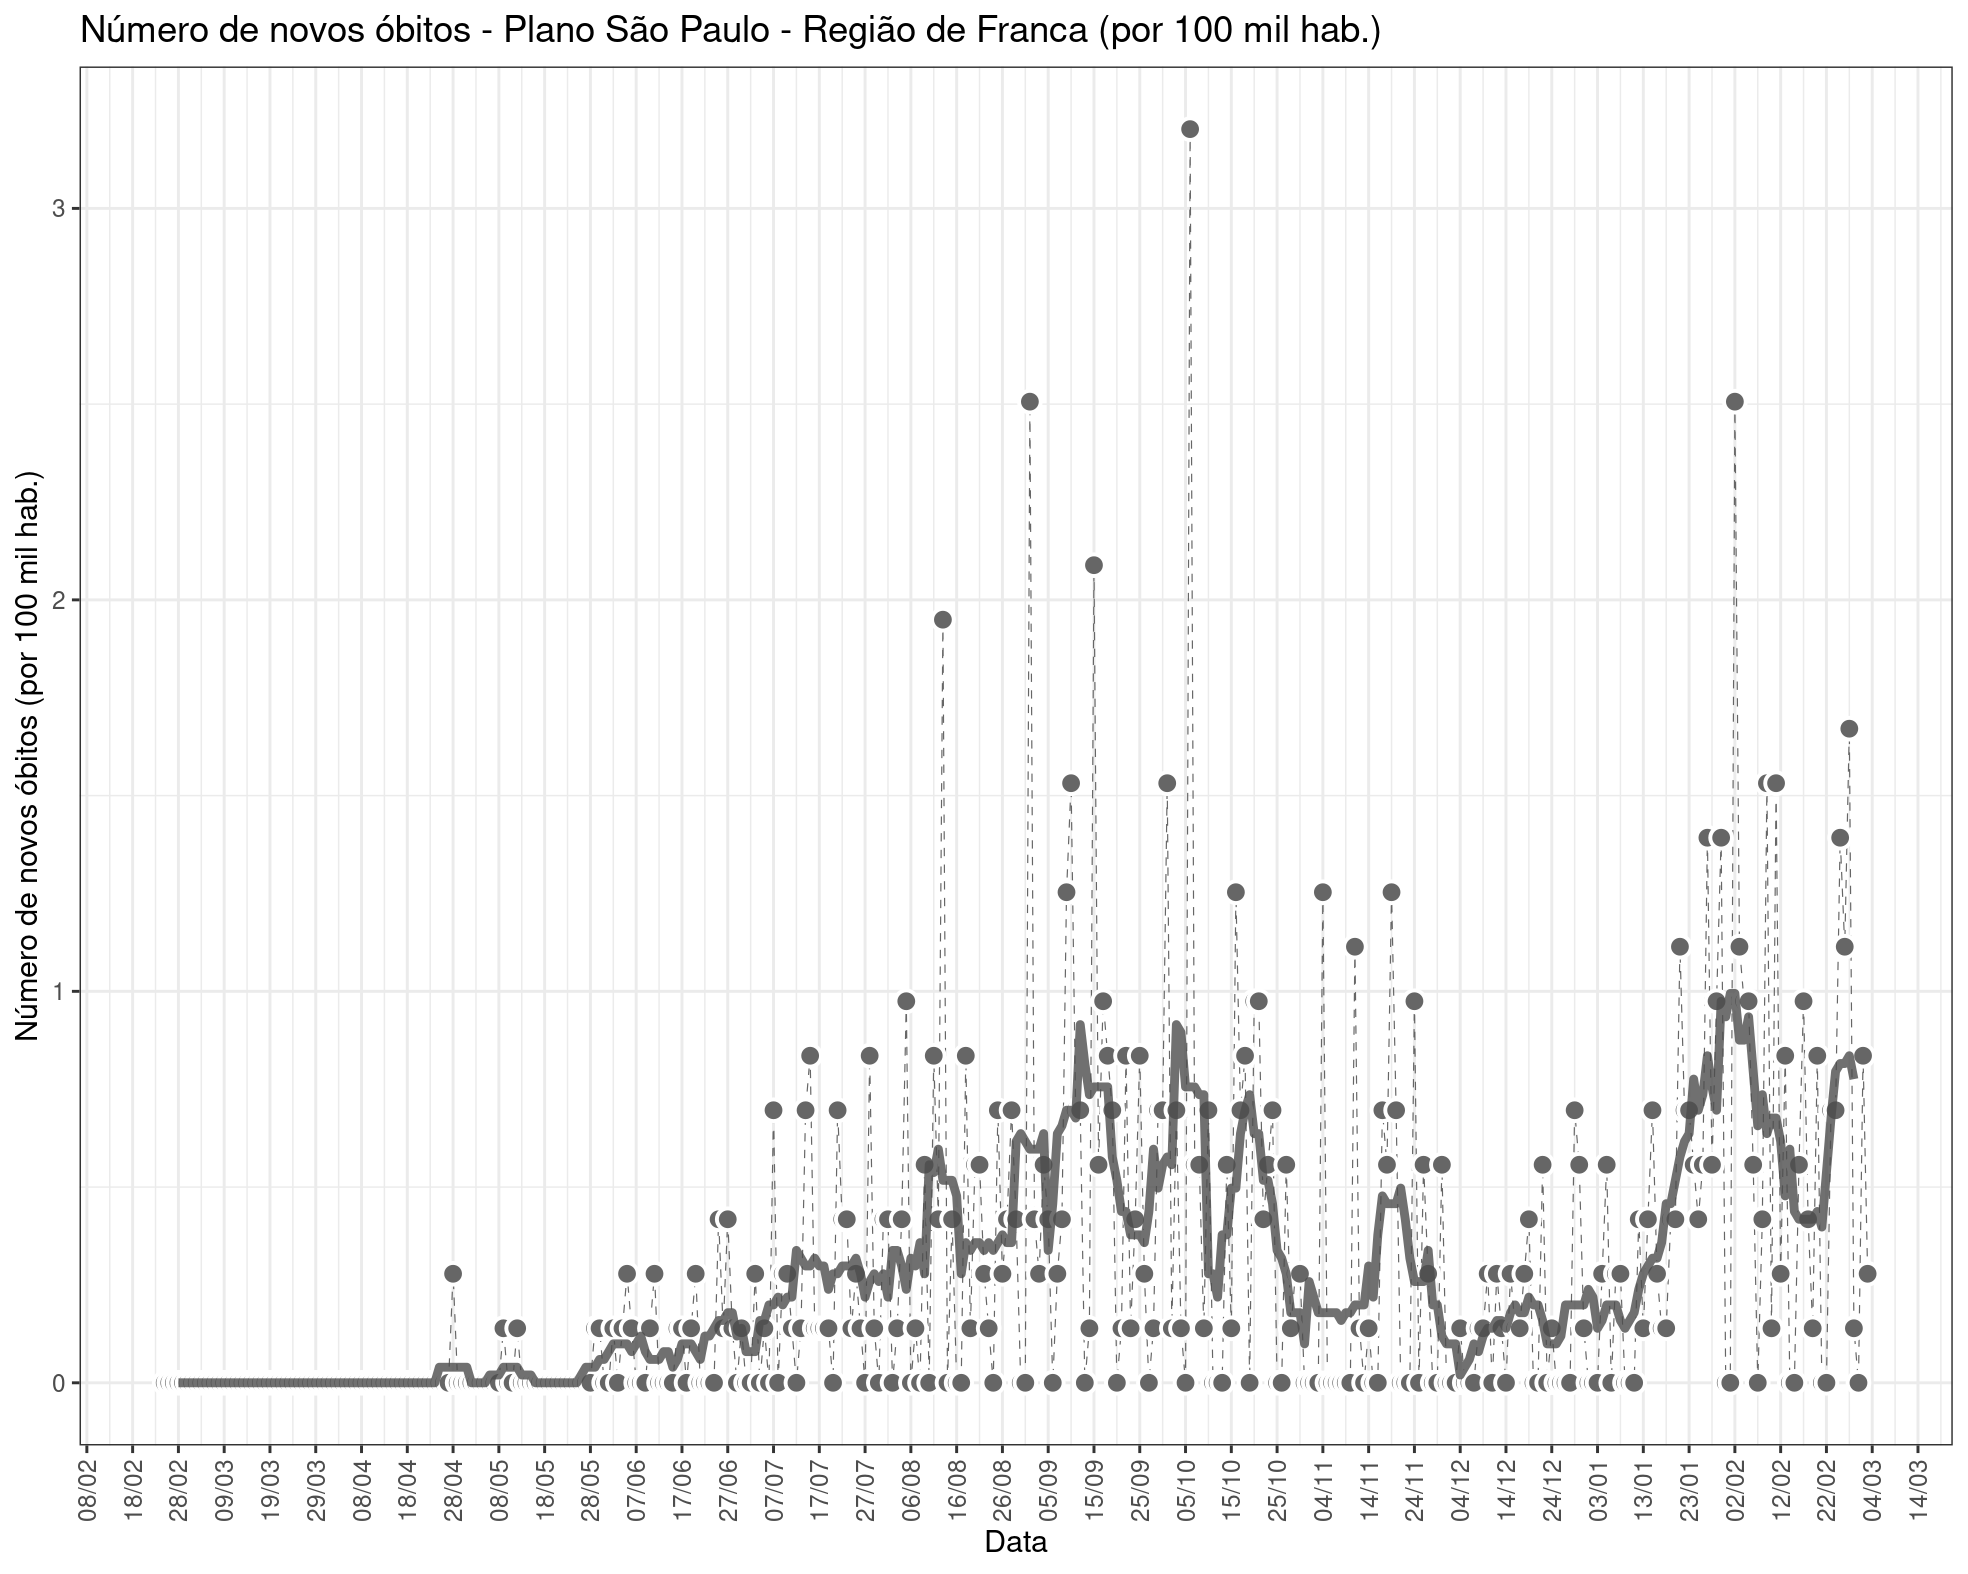 Número de novos óbitos - Plano São Paulo - Região de Franca (por 100 mil hab.)
Número de novos óbitos (por 100 mil hab.)
3
2
1
0
08/02 18/02 28/02 09/03 19/03 29/03 08/04 18/04 28/04 08/05 18/05 28/05 07/06 17/06 27/06 07/07 17/07 27/07 06/08 16/08 26/08 05/09 15/09 25/09 05/10 15/10 25/10 04/11 14/11 24/11 04/12 14/12 24/12 03/01 13/01 23/01 02/02 12/02 22/02 04/03 14/03
Data